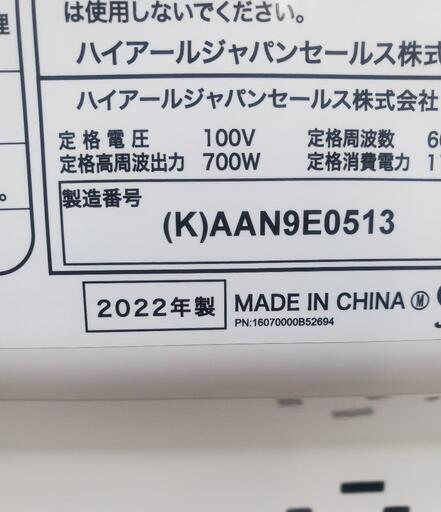 理
は使用しないでください。
ハイアールジャパンセールス株式
ハイアールジャパンセールス株式会社
定格電圧 100V 定格周波数 6
定格高周波出力 700W 定格消費電力 1
。
製造番号
(K)AAN9E0513
2022年製 MADE IN CHINA Ⓜ
PN:16070000B52694